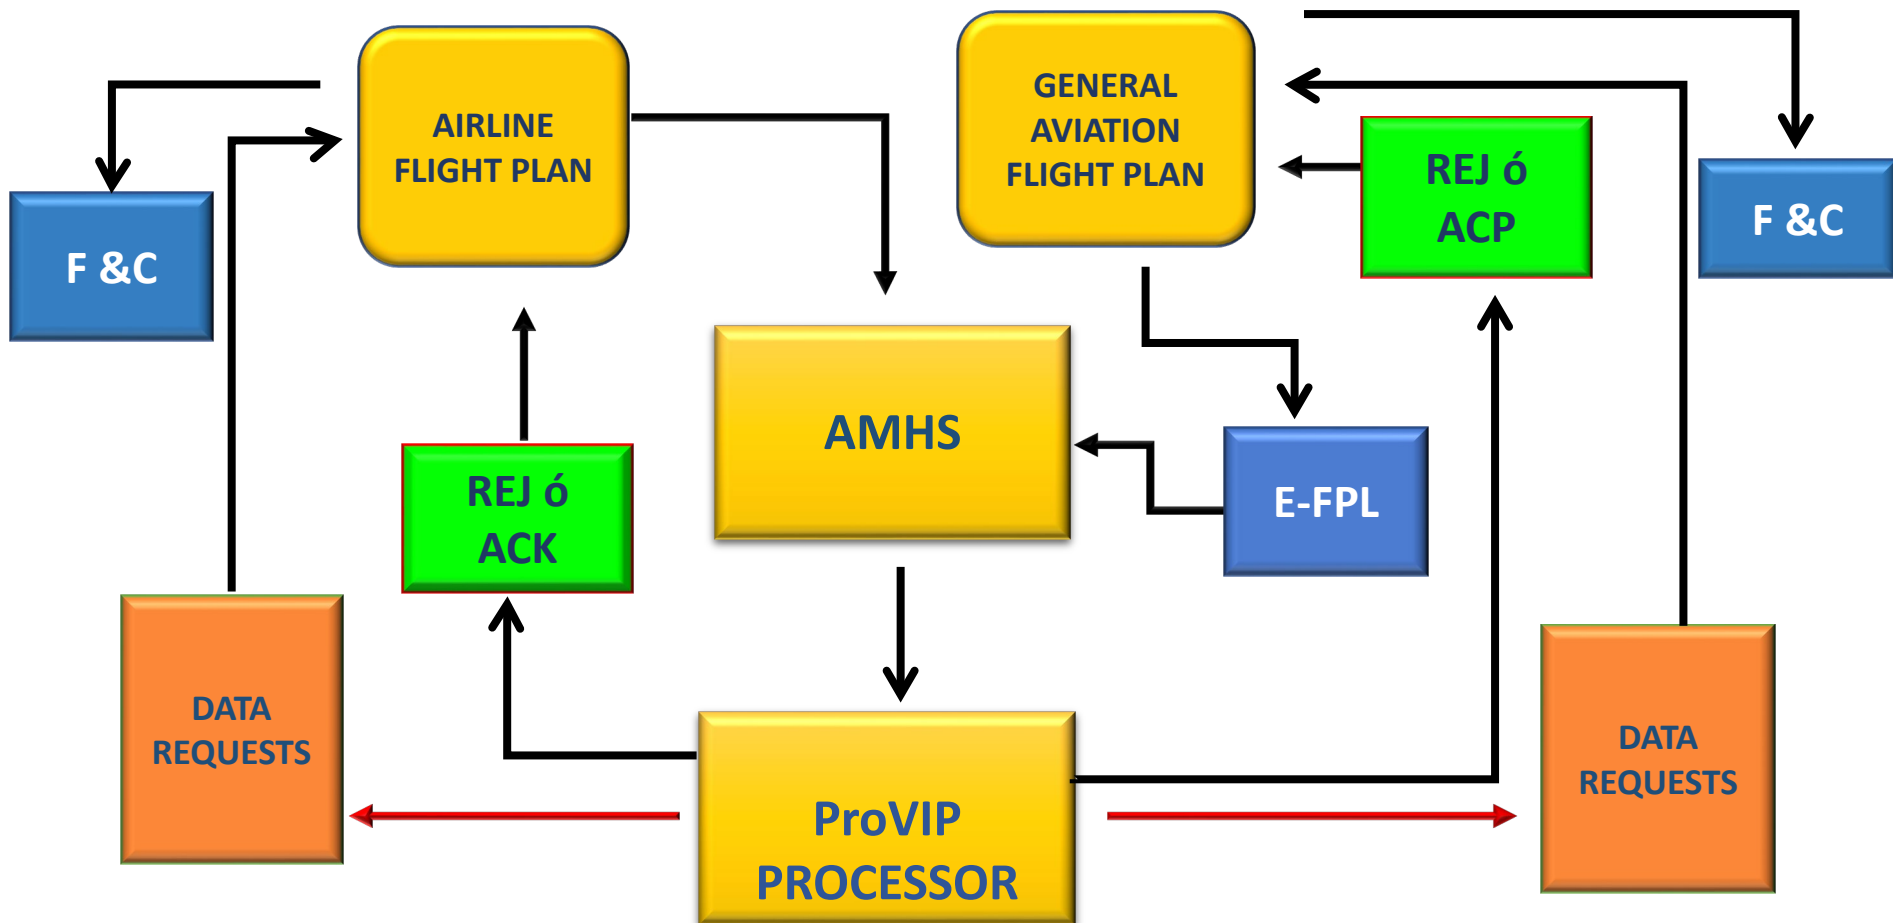 AIRLINE
FLIGHT PLAN
GENERAL
AVIATION
FLIGHT PLAN
REJ ó
ACP
F &C
F &C
AMHS
REJ ó
ACK
E-FPL
DATA
REQUESTS
DATA
REQUESTS
ProVIP
PROCESSOR